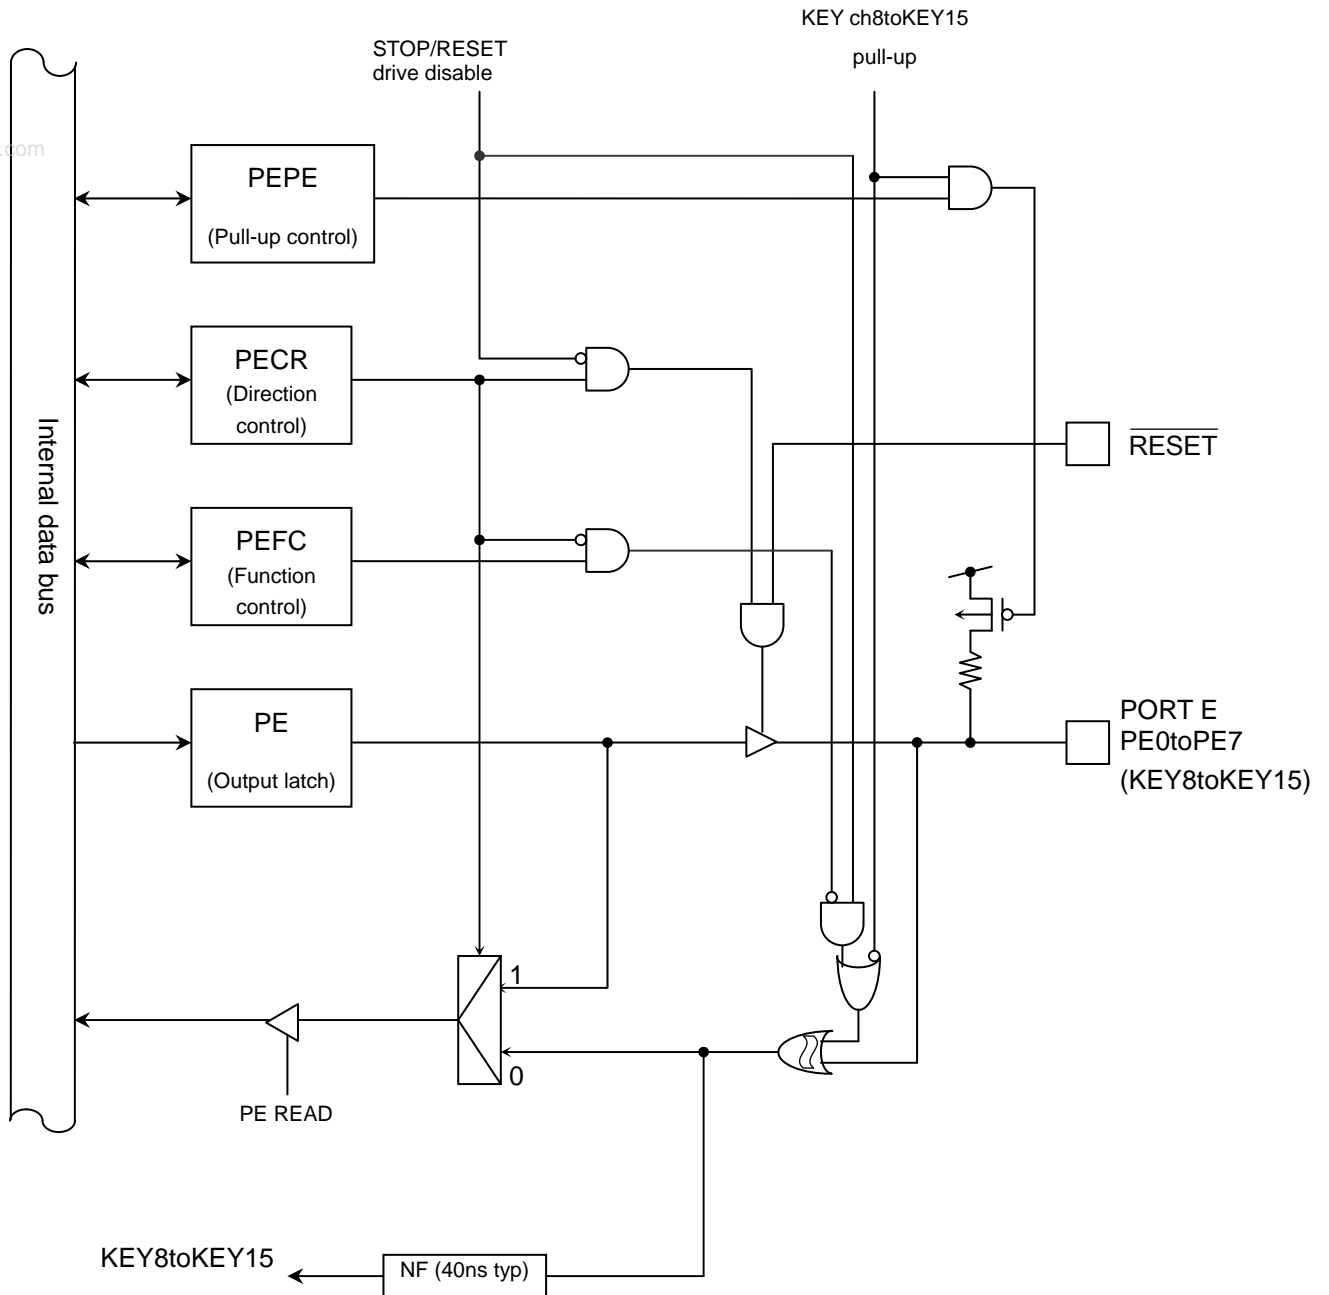 KEY ch8toKEY15
pull-up
STOP/RESET
drive disable
.com
PEPE
(Pull-up control)
PECR
(Direction
control)
RESET
Internal data bus
PEFC
(Function
control)
PE
(Output latch)
PORT E
PE0toPE7
(KEY8toKEY15)
1
0
PE READ
KEY8toKEY15
NF (40ns typ)